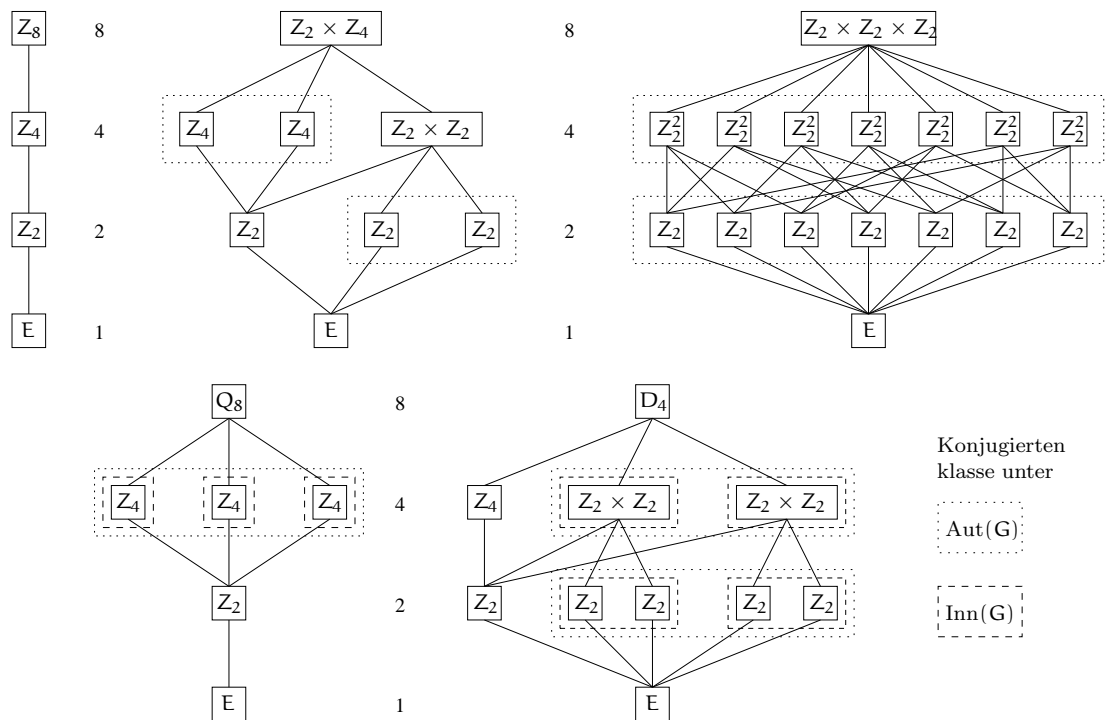 Z₈ 8 Z₂ × Z₄ 8 Z₂ × Z₂ × Z₂
Z₄ 4 Z₄ Z₄ Z₂ × Z₂ 4 Z₂² Z₂² Z₂² Z₂² Z₂² Z₂² Z₂²
Z₂ 2 Z₂ Z₂ Z₂ 2 Z₂ Z₂ Z₂ Z₂ Z₂ Z₂ Z₂
E 1 E 1 E
Q₈ 8 D₄
Z₄ Z₄ Z₄ 4 Z₄ Z₂ × Z₂ Z₂ × Z₂
Z₂ 2 Z₂ Z₂ Z₂ Z₂ Z₂
E 1 E
Konjugierten
klasse unter
Aut(G)
Inn(G)